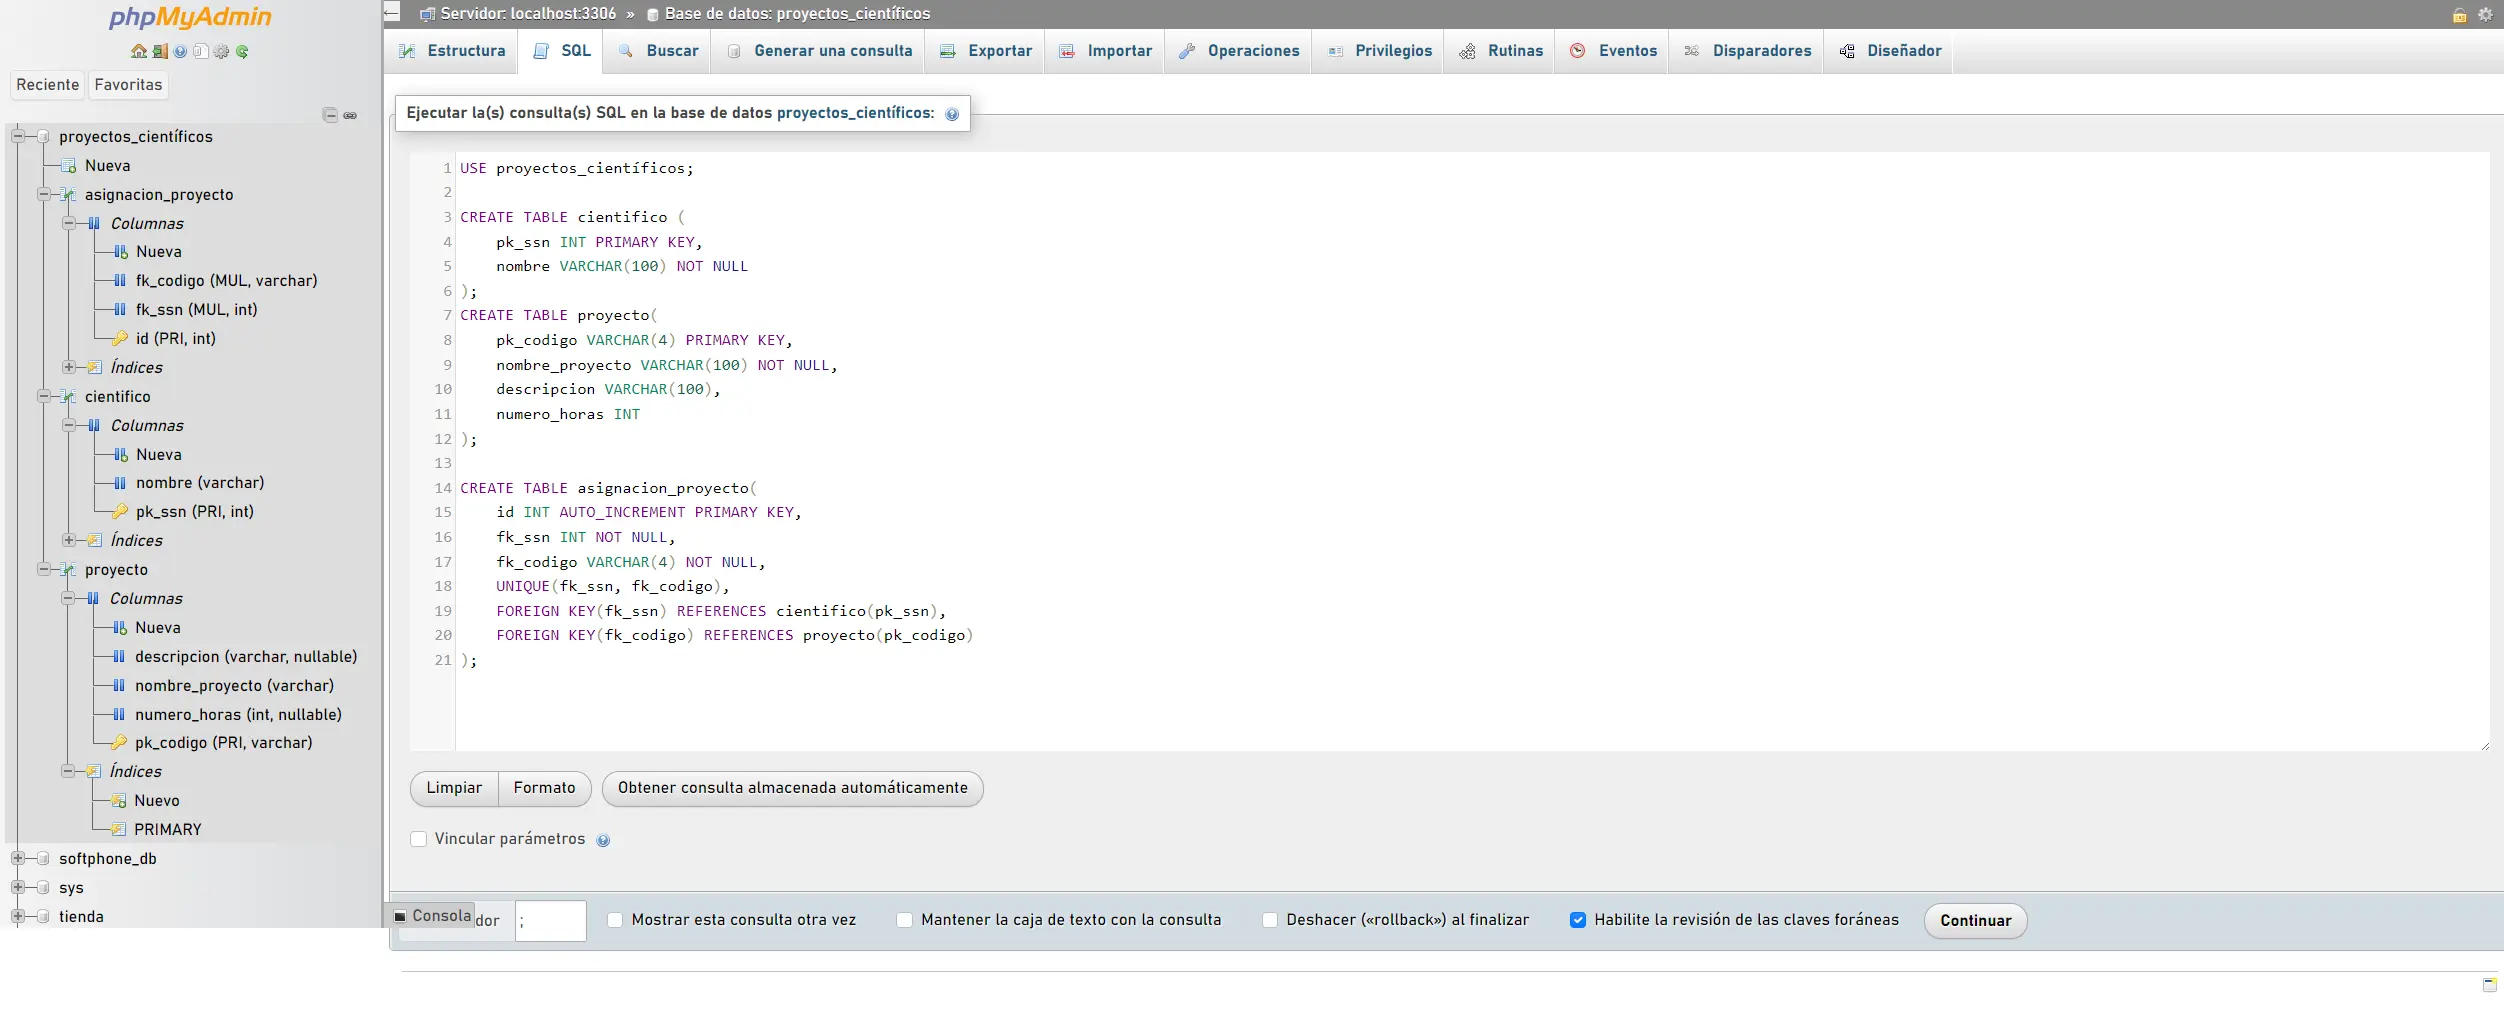 phpMyAdmin
Reciente
Favoritas
proyectos_científicos
Nueva
asignacion_proyecto
Columnas
Nueva
fk_codigo (MUL, varchar)
fk_ssn (MUL, int)
id (PRI, int)
Índices
cientifico
Columnas
Nueva
nombre (varchar)
pk_ssn (PRI, int)
Índices
proyecto
Columnas
Nueva
descripcion (varchar, nullable)
nombre_proyecto (varchar)
numero_horas (int, nullable)
pk_codigo (PRI, varchar)
Índices
Nuevo
PRIMARY
softphone_db
sys
tienda
Servidor: localhost:3306 » Base de datos: proyectos_científicos
Estructura SQL Buscar Generar una consulta Exportar Importar Operaciones Privilegios Rutinas Eventos Disparadores Diseñador
Ejecutar la(s) consulta(s) SQL en la base de datos proyectos_científicos:
1 USE proyectos_científicos;
2
3 CREATE TABLE cientifico (
4     pk_ssn INT PRIMARY KEY,
5     nombre VARCHAR(100) NOT NULL
6 );
7 CREATE TABLE proyecto(
8     pk_codigo VARCHAR(4) PRIMARY KEY,
9     nombre_proyecto VARCHAR(100) NOT NULL,
10     descripcion VARCHAR(100),
11     numero_horas INT
12 );
13
14 CREATE TABLE asignacion_proyecto(
15     id INT AUTO_INCREMENT PRIMARY KEY,
16     fk_ssn INT NOT NULL,
17     fk_codigo VARCHAR(4) NOT NULL,
18     UNIQUE(fk_ssn, fk_codigo),
19     FOREIGN KEY(fk_ssn) REFERENCES cientifico(pk_ssn),
20     FOREIGN KEY(fk_codigo) REFERENCES proyecto(pk_codigo)
21 );
Limpiar Formato Obtener consulta almacenada automáticamente
Vincular parámetros
Consola dor ; Mostrar esta consulta otra vez Mantener la caja de texto con la consulta Deshacer («rollback») al finalizar Habilite la revisión de las claves foráneas Continuar